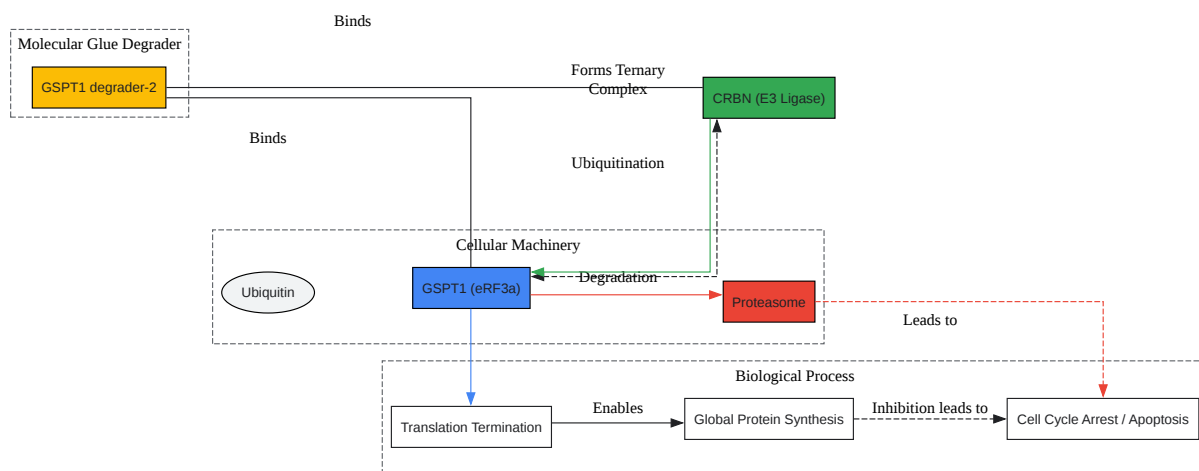 Binds
Molecular Glue Degrader
GSPT1 degrader-2
Forms Ternary
Complex
CRBN (E3 Ligase)
Binds
Ubiquitination
Cellular Machinery
Ubiquitin
GSPT1 (eRF3a)
Degradation
Proteasome
Leads to
Biological Process
Translation Termination
Enables
Global Protein Synthesis
Inhibition leads to
Cell Cycle Arrest / Apoptosis